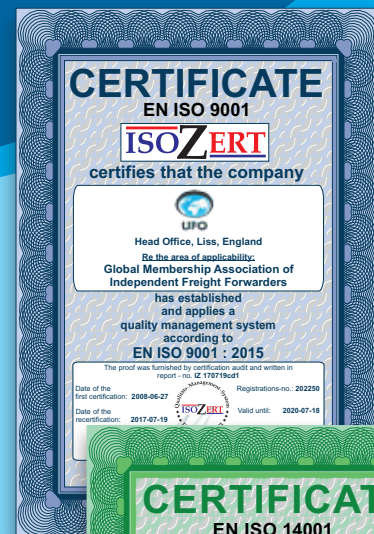 CERTIFICATE
EN ISO 9001
ISOZERT
certifies that the company
UFO
Head Office, Liss, England
Re the area of applicability:
Global Membership Association of
Independent Freight Forwarders
has established
and applies a
quality management system
according to
EN ISO 9001 : 2015
The proof was furnished by certification audit and written in
report - no. IZ 170719cd1
Date of the
first certification: 2008-06-27
Registrations-no.: 202250
Date of the
recertification: 2017-07-19
Valid until: 2020-07-18
ISOZERT
CERTIFICAT
EN ISO 14001